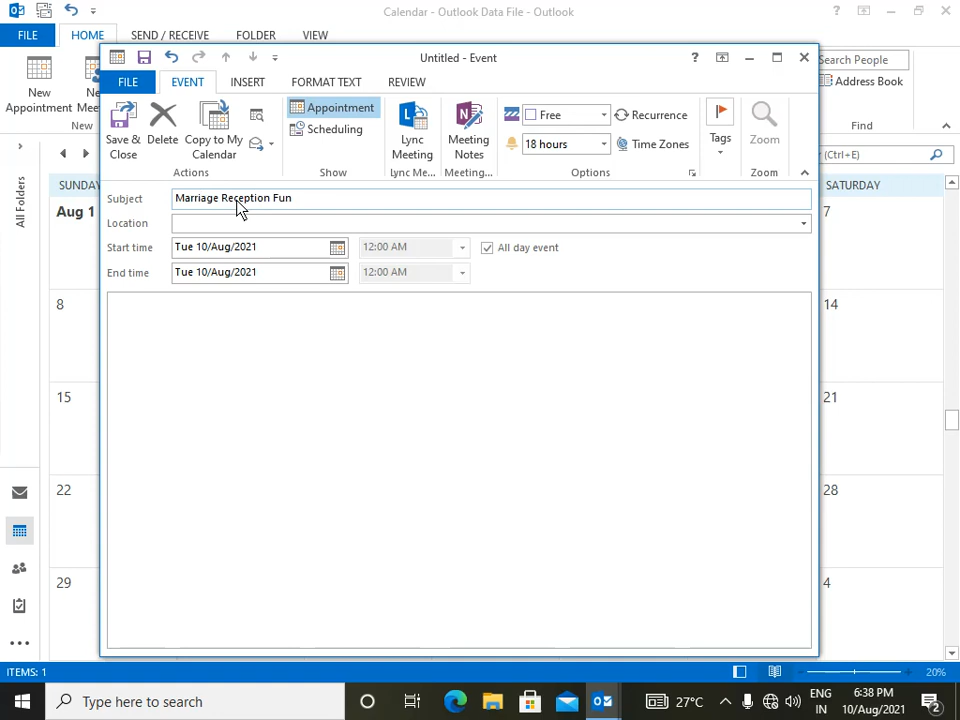 Calendar - Outlook Data File - Outlook
FILE
HOME
SEND / RECEIVE
FOLDER
VIEW
Untitled - Event
Search People
New
Appointment
Address Book
New
Find
FILE
EVENT
INSERT
FORMAT TEXT
REVIEW
Save &
Close
Delete
Copy to My
Calendar
Appointment
Scheduling
Lync
Meeting
Meeting
Notes
Free
Recurrence
18 hours
Time Zones
Tags
Zoom
Actions
Show
Lync Me...
Meeting...
Options
Zoom
(Ctrl+E)
All Folders
SUNDAY
SATURDAY
Subject
Marriage Reception Fun
Location
Start time
Tue 10/Aug/2021
12:00 AM
All day event
End time
Tue 10/Aug/2021
12:00 AM
Aug 1
7
8
14
15
21
22
28
29
4
ITEMS: 1
20%
Type here to search
27°C
ENG
IN
6:38 PM
10/Aug/2021
2